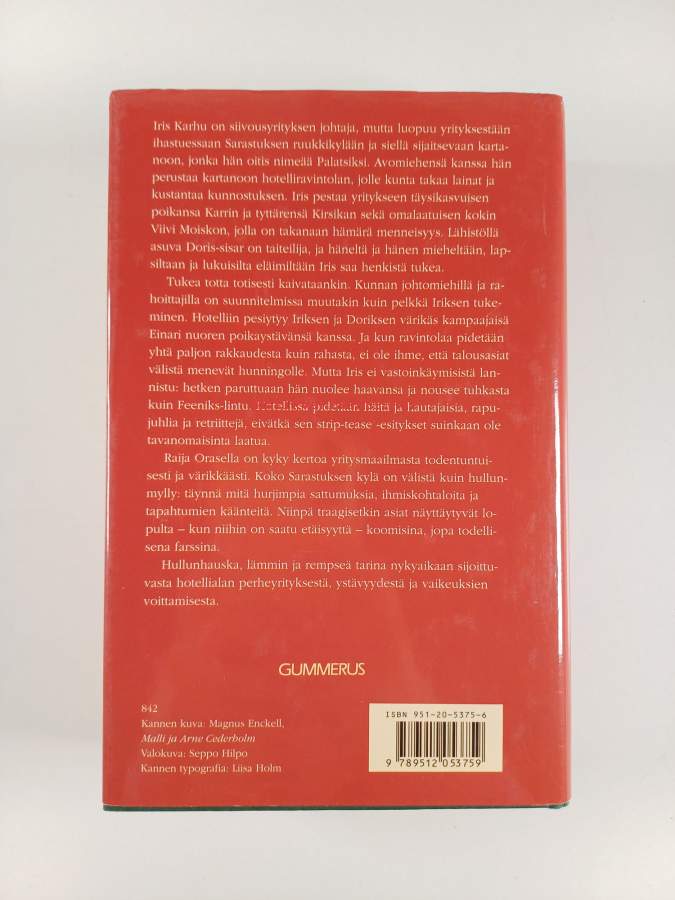 Iris Karhu on siivousyrityksen johtaja, mutta luopuu yrityksestään
ihastuessaan Sarastuksen ruukkikylään ja siellä sijaitsevaan karta-
noon, jonka hän oitis nimeää Palatsiksi. Avomiehensä kanssa hän
perustaa kartanoon hotelliravintolan, jolle kunta takaa lainat ja
kustantaa kunnostuksen. Iris pestaa yritykseen täysikasvuisen
poikansa Karrin ja tyttärensä Kirsikan sekä omalaatuisen kokin
Viivi Moiskon, jolla on takanaan hämärä menneisyys. Lähistöllä
asuva Doris-sisar on taiteilija, ja häneltä ja hänen mieheltään, lap-
siltaan ja lukuisilta eläimiltään Iris saa henkistä tukea.
Tukea totta totisesti kaivataankin. Kunnan johtomiehillä ja ra-
hoittajilla on suunnitelmissa muutakin kuin pelkkä Iriksen tuke-
minen. Hotelliin pesiytyy Iriksen ja Doriksen värikäs kampaajaisä
Einari nuoren poikaystävänsä kanssa. Ja kun ravintolaa pidetään
yhtä paljon rakkaudesta kuin rahasta, ei ole ihme, että talousasiat
välistä menevät hunningolle. Mutta Iris ei vastoinkäymisistä lan-
nistu: hetken paruttuaan hän nuolee haavansa ja nousee tuhkasta
kuin Feeniks-lintu. Hotellissa pidetään häitä ja hautajaisia, rapu-
juhlia ja retriittejä, eivätkä sen strip-tease -esitykset suinkaan ole
tavanomaisinta laatua.
Raija Orasella on kyky kertoa yritysmaailmasta todentuntui-
sesti ja värikkäästi. Koko Sarastuksen kylä on välistä kuin hullun-
mylly: täynnä mitä hurjimpia sattumuksia, ihmiskohtaloita ja
tapahtumien käänteitä. Niinpä traagisetkin asiat näyttäytyvät lo-
pulta – kun niihin on saatu etäisyyttä – koomisina, jopa todelli-
sena farssina.
Hullunhauska, lämmin ja rempseä tarina nykyaikaan sijoittu-
vasta hotellialan perheyrityksestä, ystävyydestä ja vaikeuksien
voittamisesta.
GUMMERUS
842
Kannen kuva: Magnus Enckell,
Malli ja Arne Cederholm
Valokuva: Seppo Hilpo
Kannen typografia: Liisa Holm
ISBN 951-20-5375-6
9 789512 053759